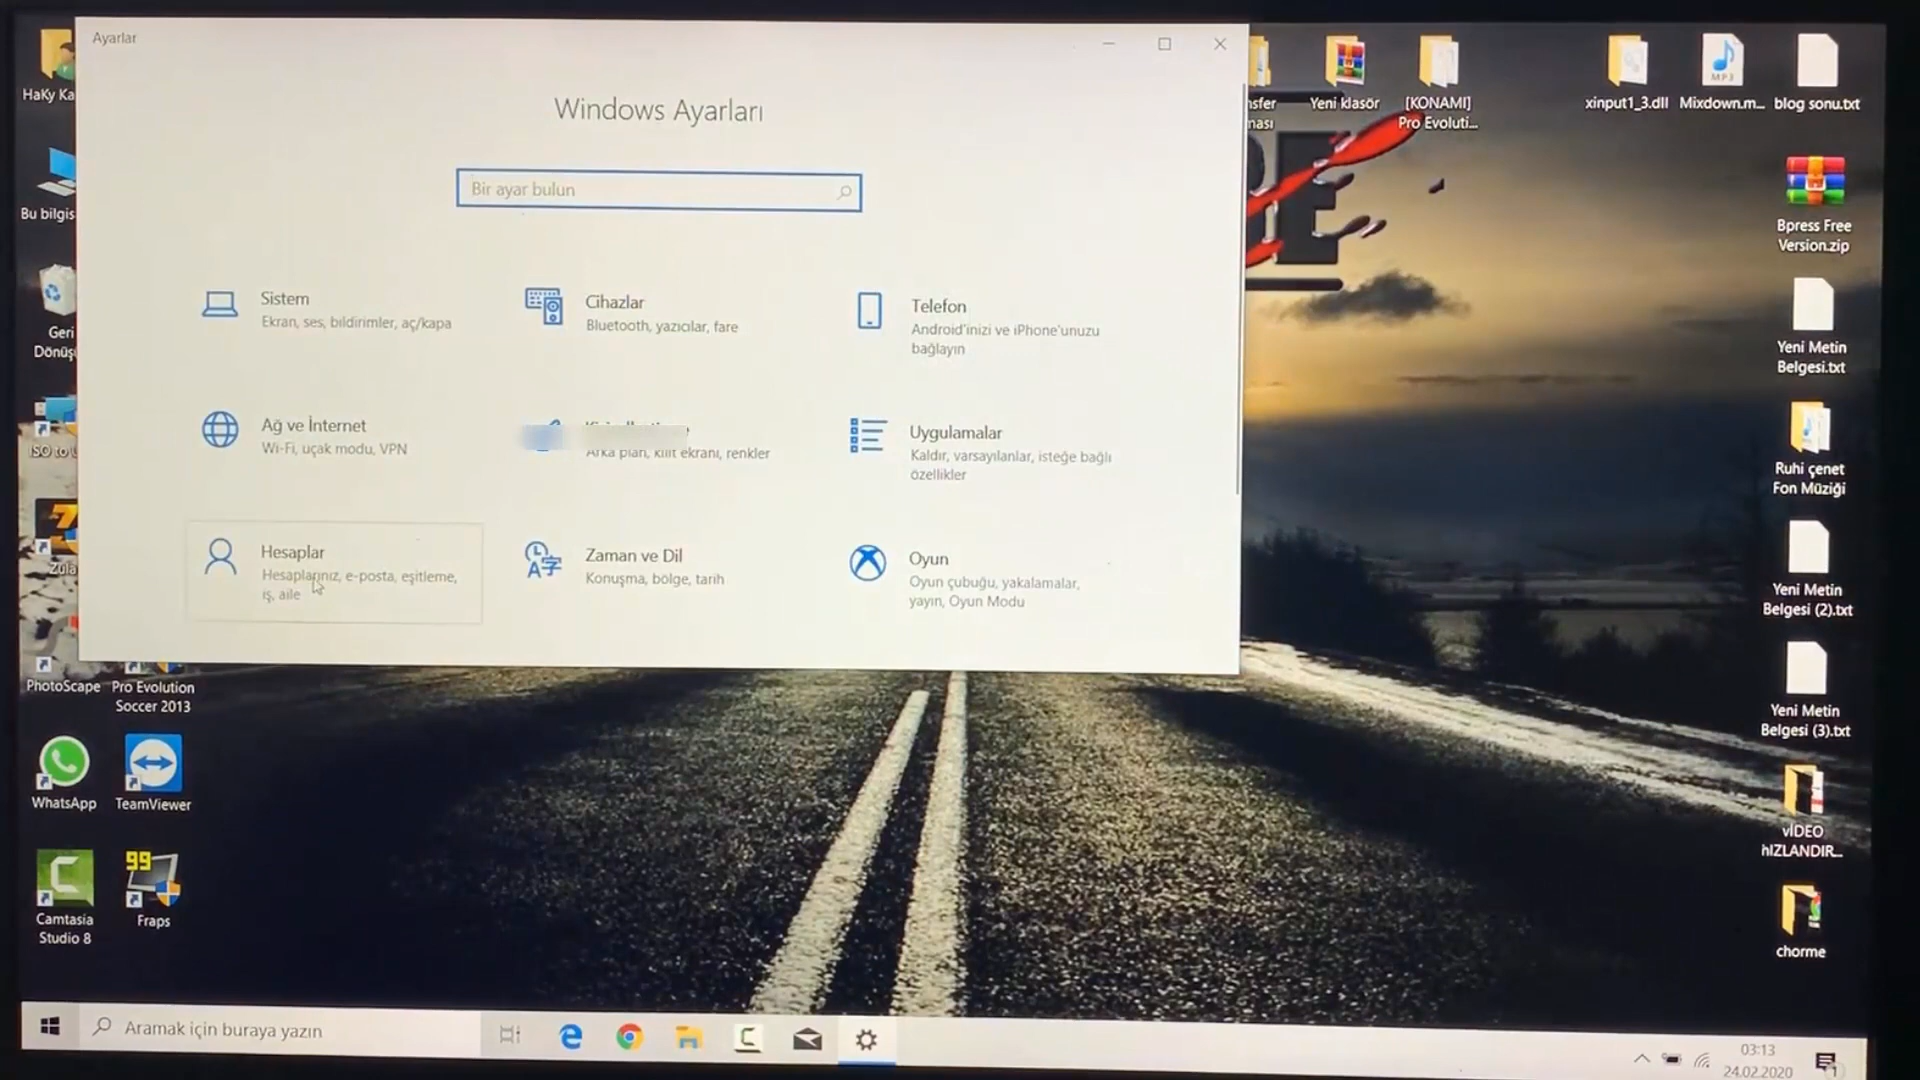 Ayarlar
Windows Ayarları
Bir ayar bulun
Sistem
Ekran, ses, bildirimler, aç/kapa
Cihazlar
Bluetooth, yazıcılar, fare
Telefon
Android'inizi ve iPhone'unuzu
bağlayın
Ağ ve İnternet
Wi-Fi, uçak modu, VPN
Arka plan, kilit ekranı, renkler
Uygulamalar
Kaldır, varsayılanlar, isteğe bağlı
özellikler
Hesaplar
Hesaplarınız, e-posta, eşitleme,
iş, aile
Zaman ve Dil
Konuşma, bölge, tarih
Oyun
Oyun çubuğu, yakalamalar,
yayın, Oyun Modu
HaKy Ka
Bu bilgis
Geri
Dönüşü
ISO to U
Zula
PhotoScape
Pro Evolution
Soccer 2013
WhatsApp
TeamViewer
Camtasia
Studio 8
99
Fraps
nsfer
ması
Yeni klasör
[KONAMI]
Pro Evoluti...
xinput1_3.dll
MP3
Mixdown.m...
blog sonu.txt
Bpress Free
Version.zip
Yeni Metin
Belgesi.txt
Ruhi çenet
Fon Müziği
Yeni Metin
Belgesi (2).txt
Yeni Metin
Belgesi (3).txt
vİDEO
hIZLANDIR...
chorme
Aramak için buraya yazın
03:13
24.02.2020